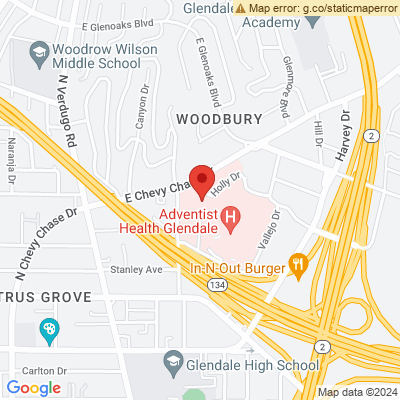 Map error: g.co/staticmaperror
E Glenoaks Blvd
Glendale
Academy
Woodrow Wilson
Middle School
E Glenoaks Blvd
Glenmore Blvd
Canyon Dr
N Verdugo Rd
WOODBURY
Hill Dr
Harvey Dr
2
Naranja Dr
E Chevy Cha
Holly Dr
N Chevy Chase Dr
Adventist
Health Glendale
H
Vallejo Dr
Stanley Ave
In-N-Out Burger
134
TRUS GROVE
2
Glendale High School
Carlton Dr
Google
Map data ©2024